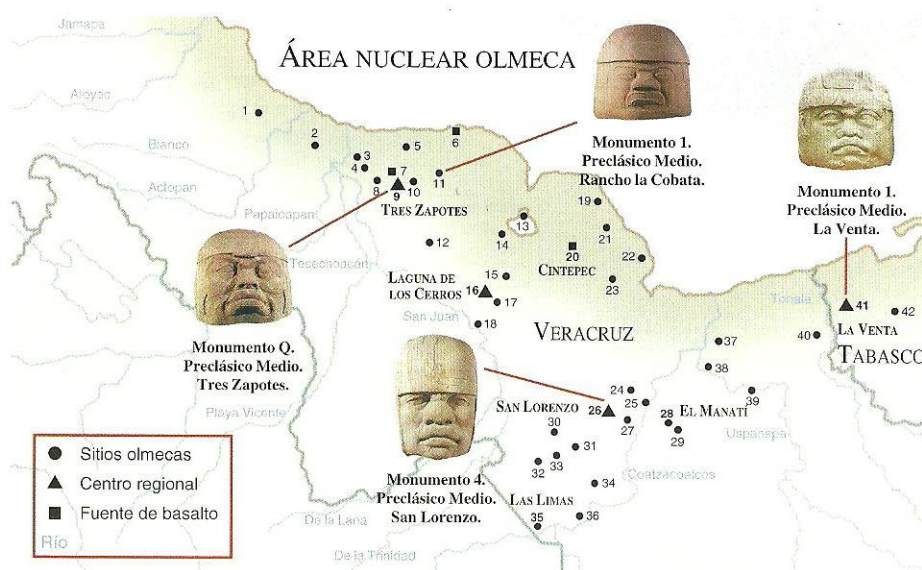 Jamapa
ÁREA NUCLEAR OLMECA
Atoyac
1
Blanco
2
3
4
5
6
7
8
9
10
11
TRES ZAPOTES
Actopan
Papaloapan
Tesechoacán
Monumento 1.
Preclásico Medio.
Rancho la Cobata.
Monumento 1.
Preclásico Medio.
La Venta.
12
13
14
19
20
CINTEPEC
21
22
23
LAGUNA DE
LOS CERROS
15
16
17
18
San Juan
VERACRUZ
Tonalá
41
LA VENTA
42
TABASCO
40
Monumento Q.
Preclásico Medio.
Tres Zapotes.
37
38
39
Playa Vicente
SAN LORENZO
24
25
26
27
EL MANATÍ
28
29
Uspanapa
30
31
32
33
34
Coatzacoalcos
LAS LIMAS
35
36
Monumento 4.
Preclásico Medio.
San Lorenzo.
De la Lana
De la Trinidad
Sitios olmecas
Centro regional
Fuente de basalto
Río